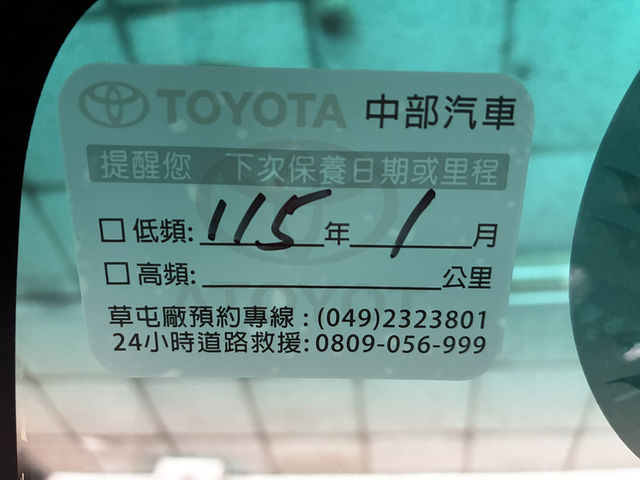 TOYOTA 中部汽車
提醒您 下次保養日期或里程
☐ 低頻: 115 年 1 月
☐ 高頻: ____ 公里
草屯廠預約專線:(049)2323801
24小時道路救援:0809-056-999